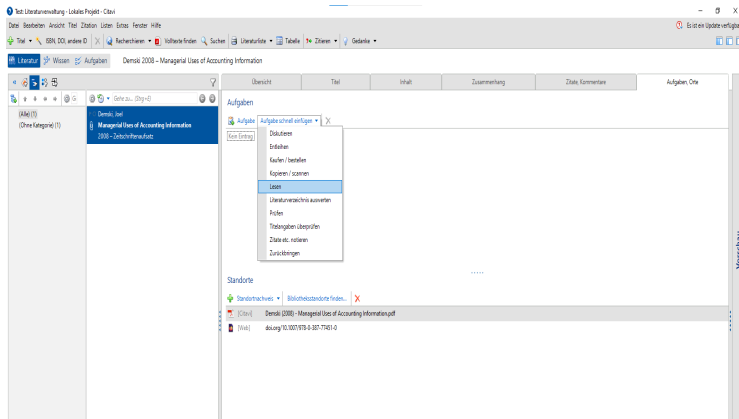 Test: Literaturverwaltung - Lokales Projekt - Citavi
Datei Bearbeiten Ansicht Titel Zitation Listen Extras Fenster Hilfe
Es ist ein Update verfügba
Titel ISBN, DOI, andere ID Recherchieren Volltexte finden Suchen Literaturliste Tabelle Zitieren Gedanke
Literatur Wissen Aufgaben Demski 2008 – Managerial Uses of Accounting Information
Übersicht Titel Inhalt Zusammenhang Zitate, Kommentare Aufgaben, Orte
G Gehe zu... (Strg+E)
(Alle) (1)
(Ohne Kategorie) (1)
Demski, Joel
Managerial Uses of Accounting Information
2008 – Zeitschriftenaufsatz
Aufgaben
Aufgabe Aufgabe schnell einfügen
Kein Eintrag
Diskutieren
Entleihen
Kaufen / bestellen
Kopieren / scannen
Lesen
Literaturverzeichnis auswerten
Prüfen
Titelangaben überprüfen
Zitate etc. notieren
Zurückbringen
Vorschau
Standorte
Standortnachweis Bibliotheksstandorte finden...
[Citavi] Demski (2008) - Managerial Uses of Accounting Information.pdf
[Web] doi.org/10.1007/978-0-387-77451-0